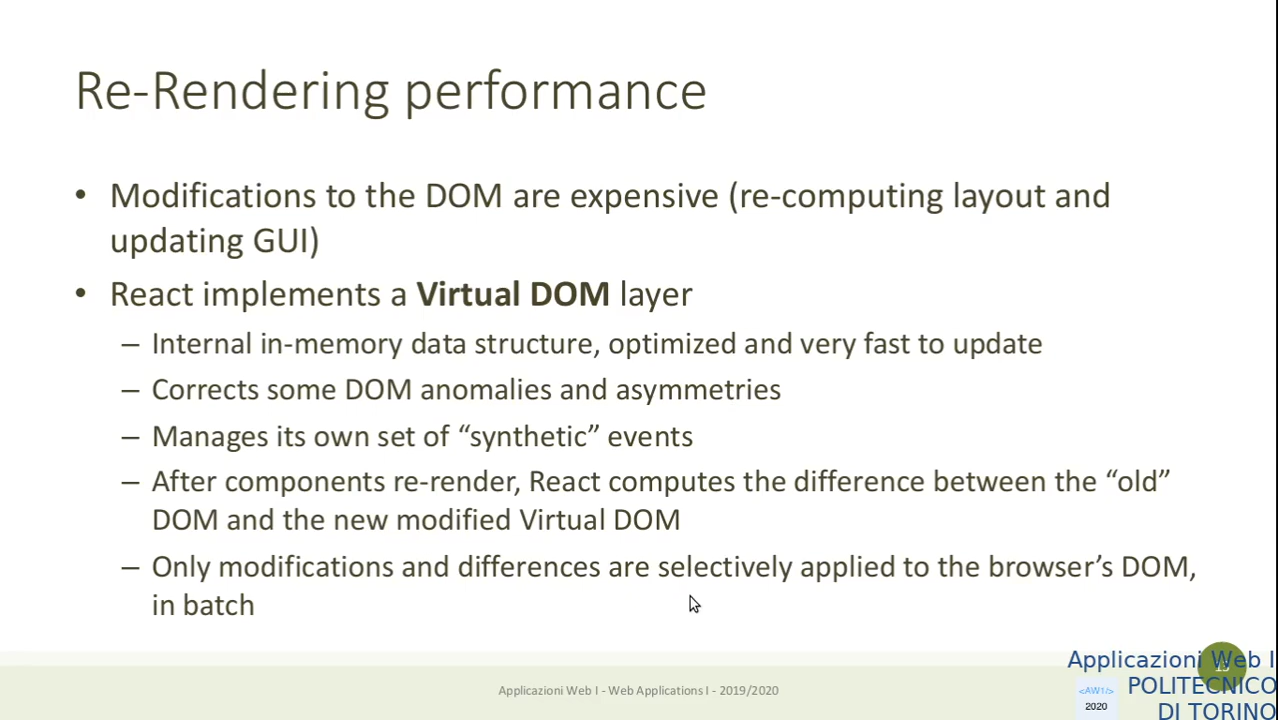 Re-Rendering performance
• Modifications to the DOM are expensive (re-computing layout and
updating GUI)
• React implements a Virtual DOM layer
– Internal in-memory data structure, optimized and very fast to update
– Corrects some DOM anomalies and asymmetries
– Manages its own set of “synthetic” events
– After components re-render, React computes the difference between the “old”
DOM and the new modified Virtual DOM
– Only modifications and differences are selectively applied to the browser’s DOM,
in batch
Applicazioni Web I - Web Applications I - 2019/2020
Applicazioni Web I
POLITECNICO
DI TORINO
<AW1/>
2020